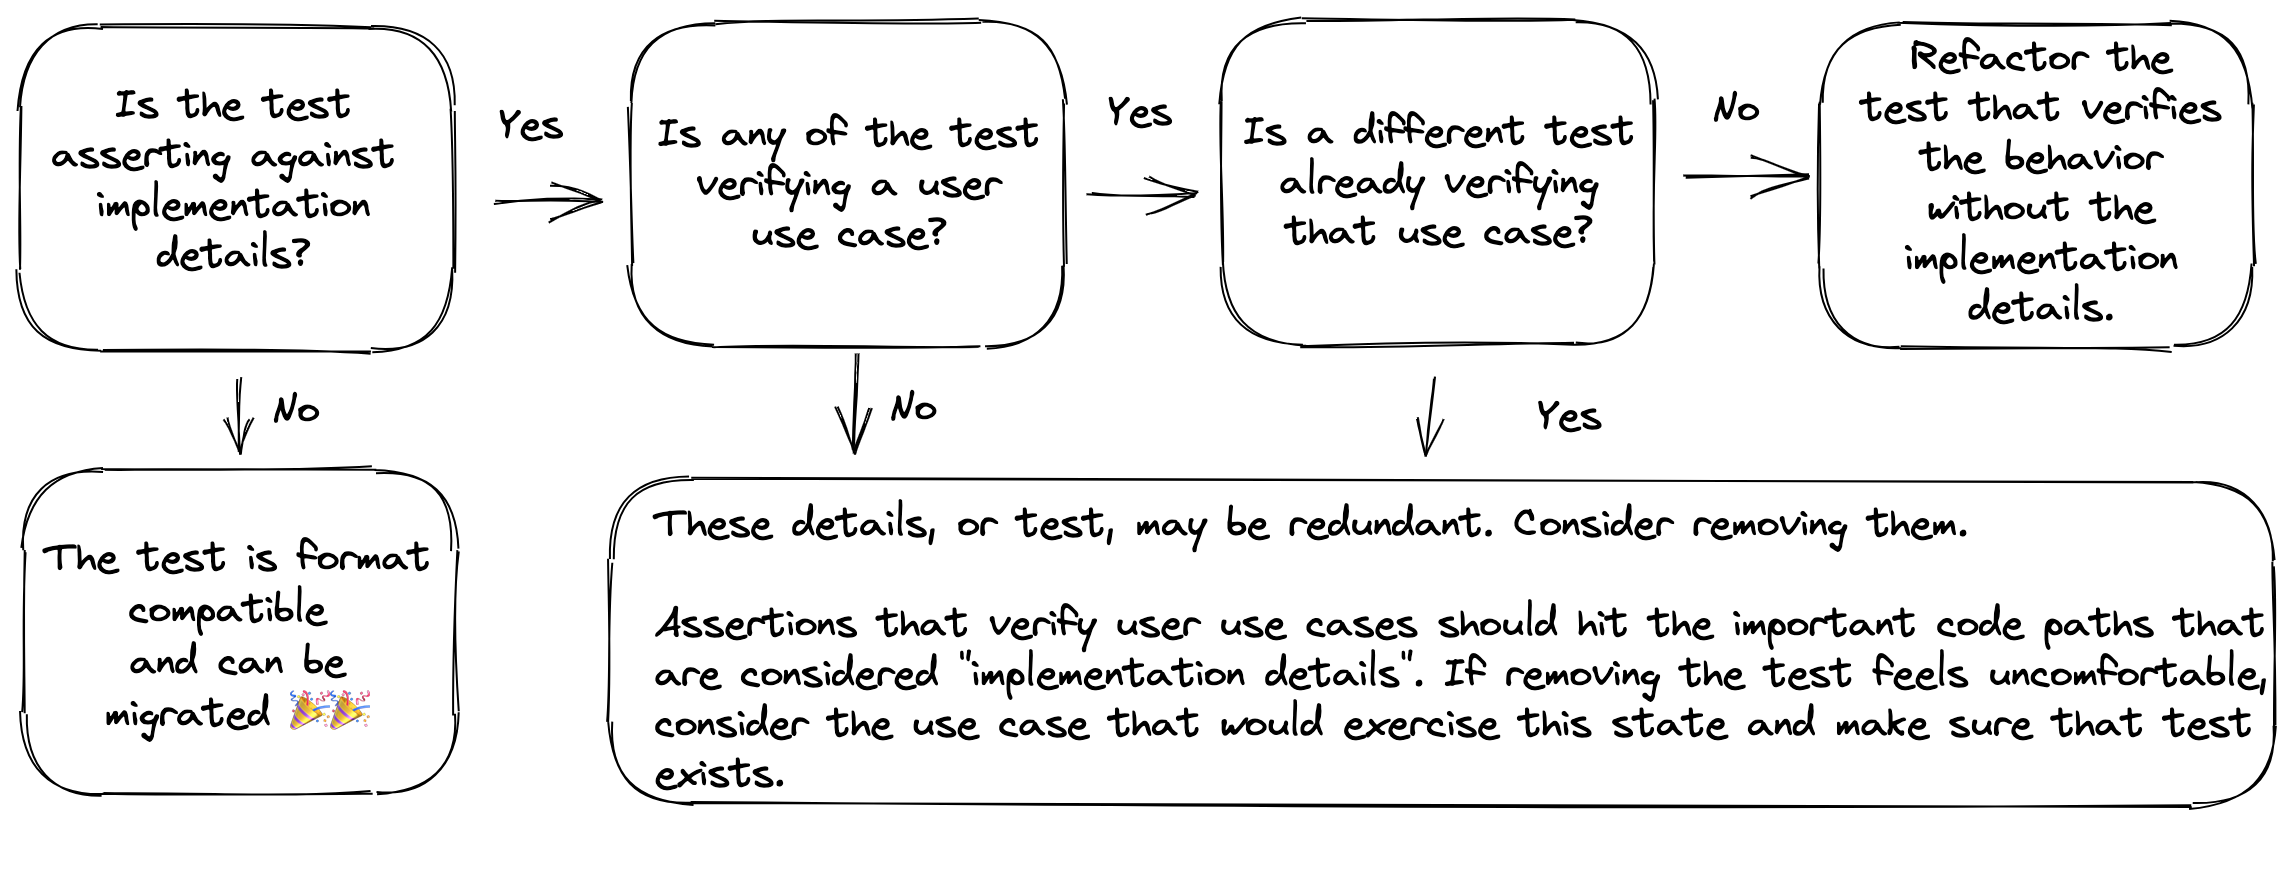 Is the test
asserting against
implementation
details?
Yes
Is any of the test
verifying a user
use case?
Yes
Is a different test
already verifying
that use case?
No
Refactor the
test that verifies
the behavior
without the
implementation
details.
No
No
Yes
The test is format
compatible
and can be
migrated 🎉🎉
These details, or test, may be redundant. Consider removing them.
Assertions that verify user use cases should hit the important code paths that
are considered "implementation details". If removing the test feels uncomfortable,
consider the use case that would exercise this state and make sure that test
exists.